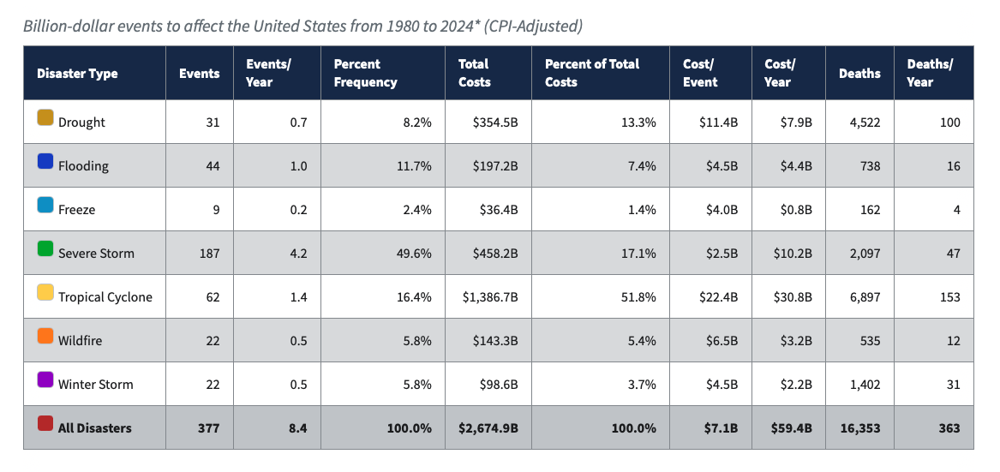 Billion-dollar events to affect the United States from 1980 to 2024* (CPI-Adjusted)
Disaster Type Events Events/ Year Percent Frequency Total Costs Percent of Total Costs Cost/ Event Cost/ Year Deaths Deaths/ Year
Drought 31 0.7 8.2% $354.5B 13.3% $11.4B $7.9B 4,522 100
Flooding 44 1.0 11.7% $197.2B 7.4% $4.5B $4.4B 738 16
Freeze 9 0.2 2.4% $36.4B 1.4% $4.0B $0.8B 162 4
Severe Storm 187 4.2 49.6% $458.2B 17.1% $2.5B $10.2B 2,097 47
Tropical Cyclone 62 1.4 16.4% $1,386.7B 51.8% $22.4B $30.8B 6,897 153
Wildfire 22 0.5 5.8% $143.3B 5.4% $6.5B $3.2B 535 12
Winter Storm 22 0.5 5.8% $98.6B 3.7% $4.5B $2.2B 1,402 31
All Disasters 377 8.4 100.0% $2,674.9B 100.0% $7.1B $59.4B 16,353 363